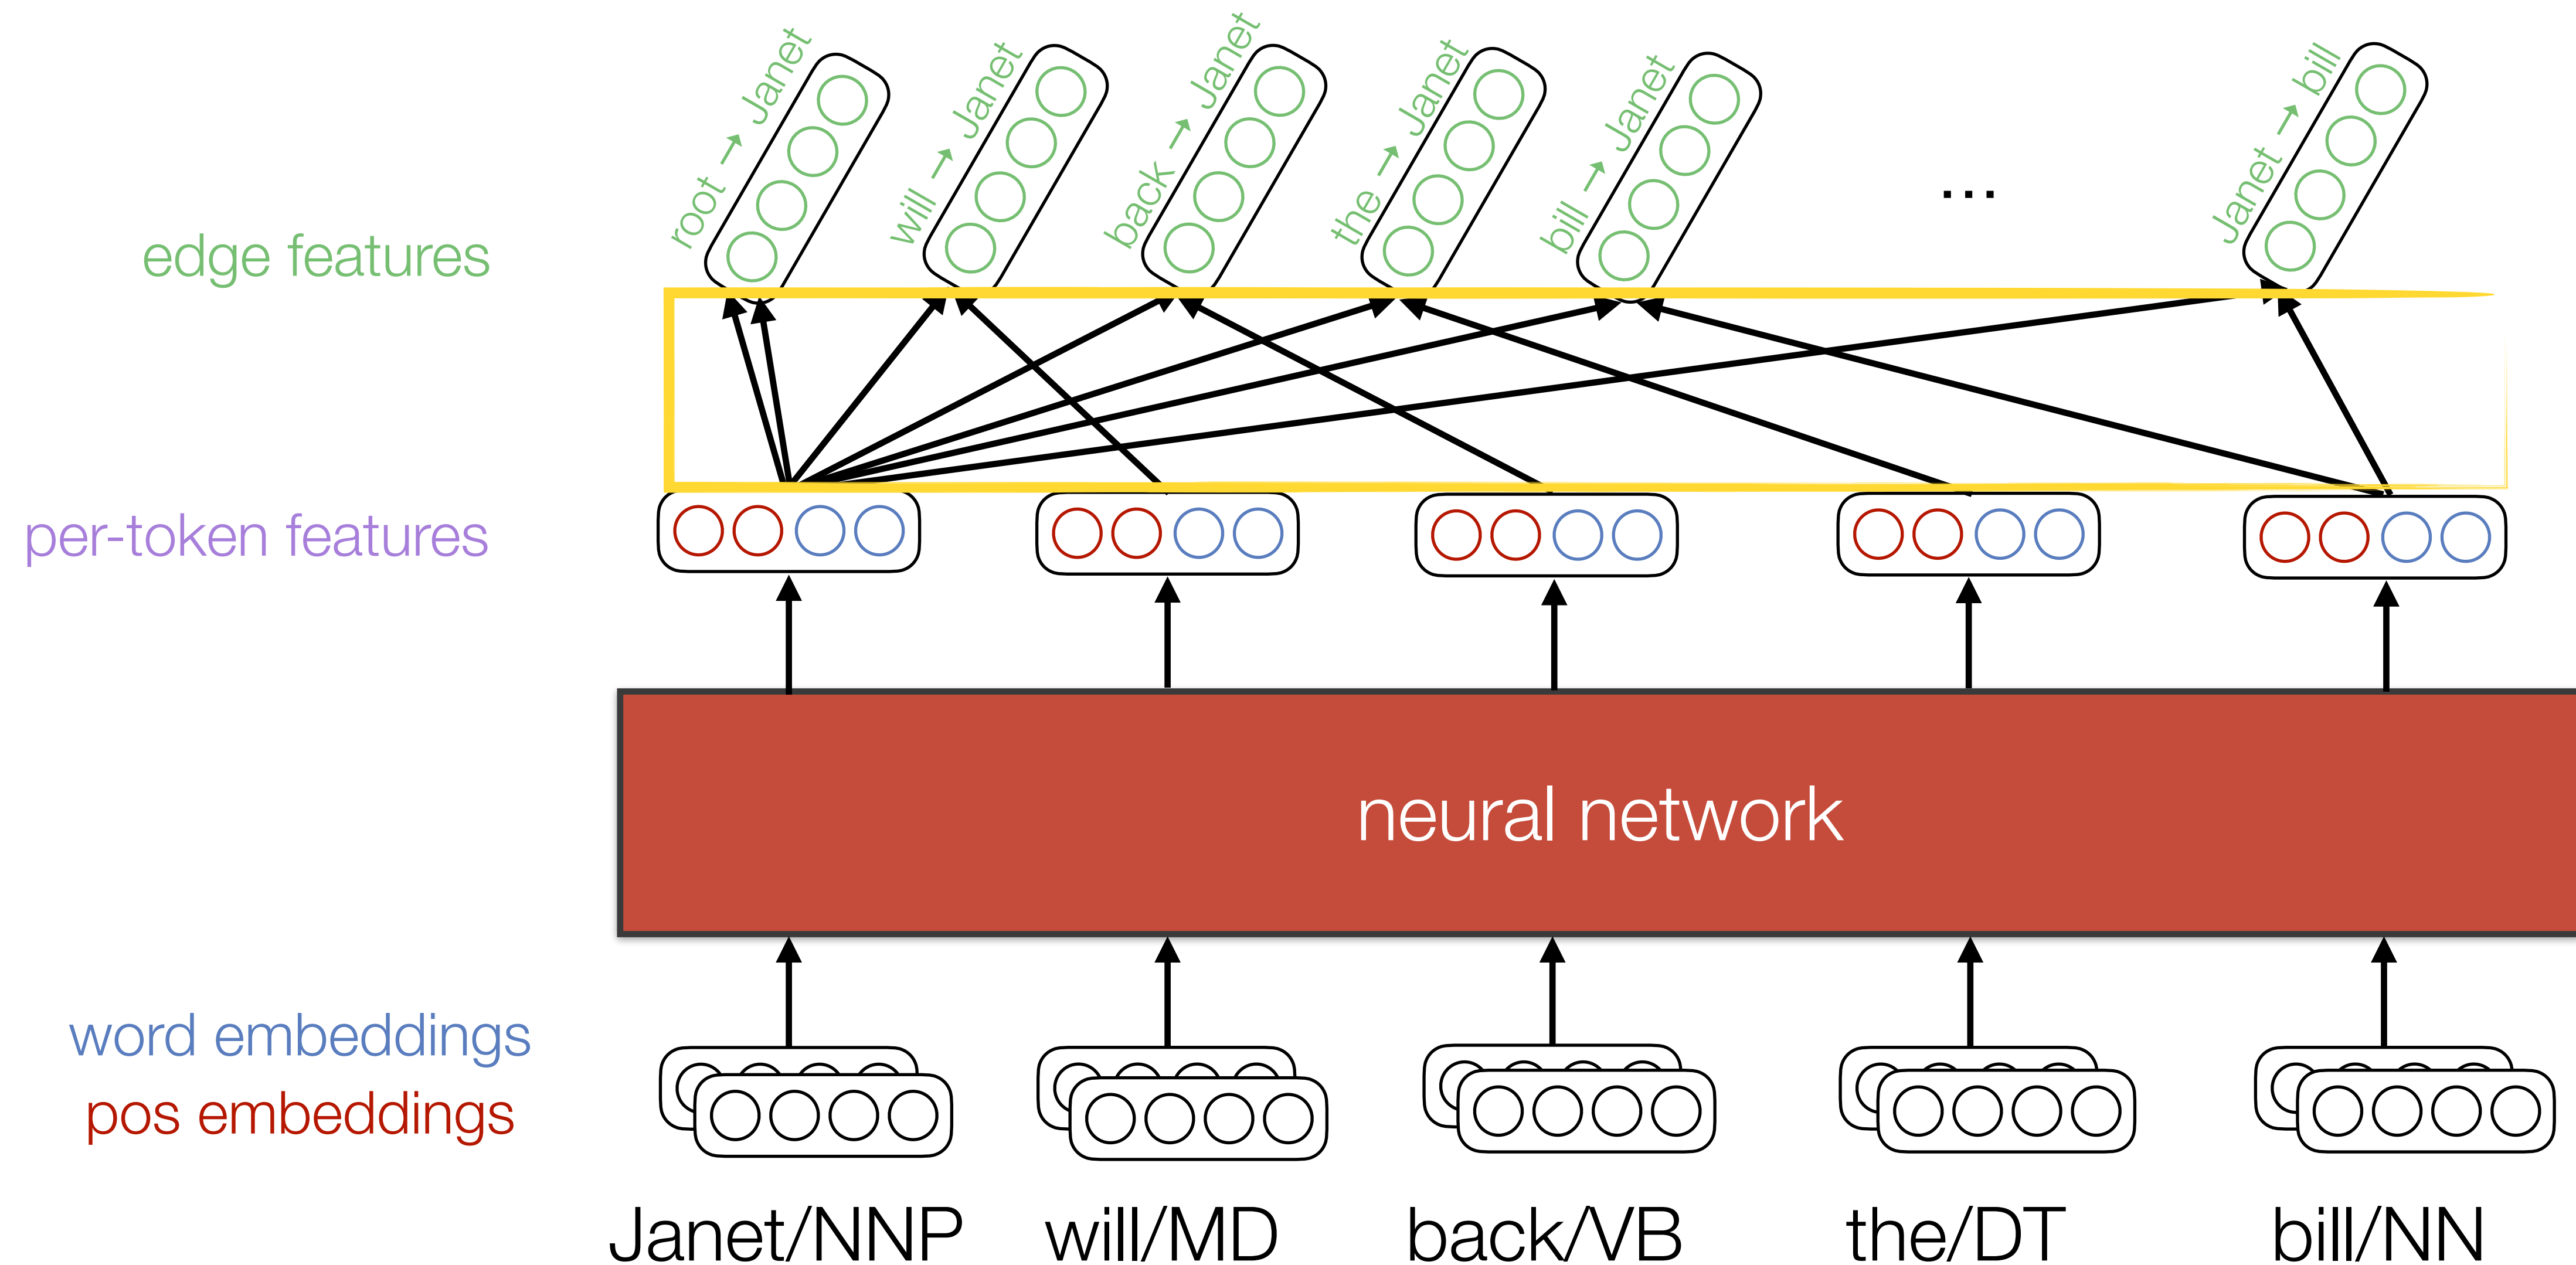 root → Janet
will → Janet
back → Janet
the → Janet
bill → Janet
...
Janet → bill
edge features
per-token features
neural network
word embeddings
pos embeddings
Janet/NNP
will/MD
back/VB
the/DT
bill/NN